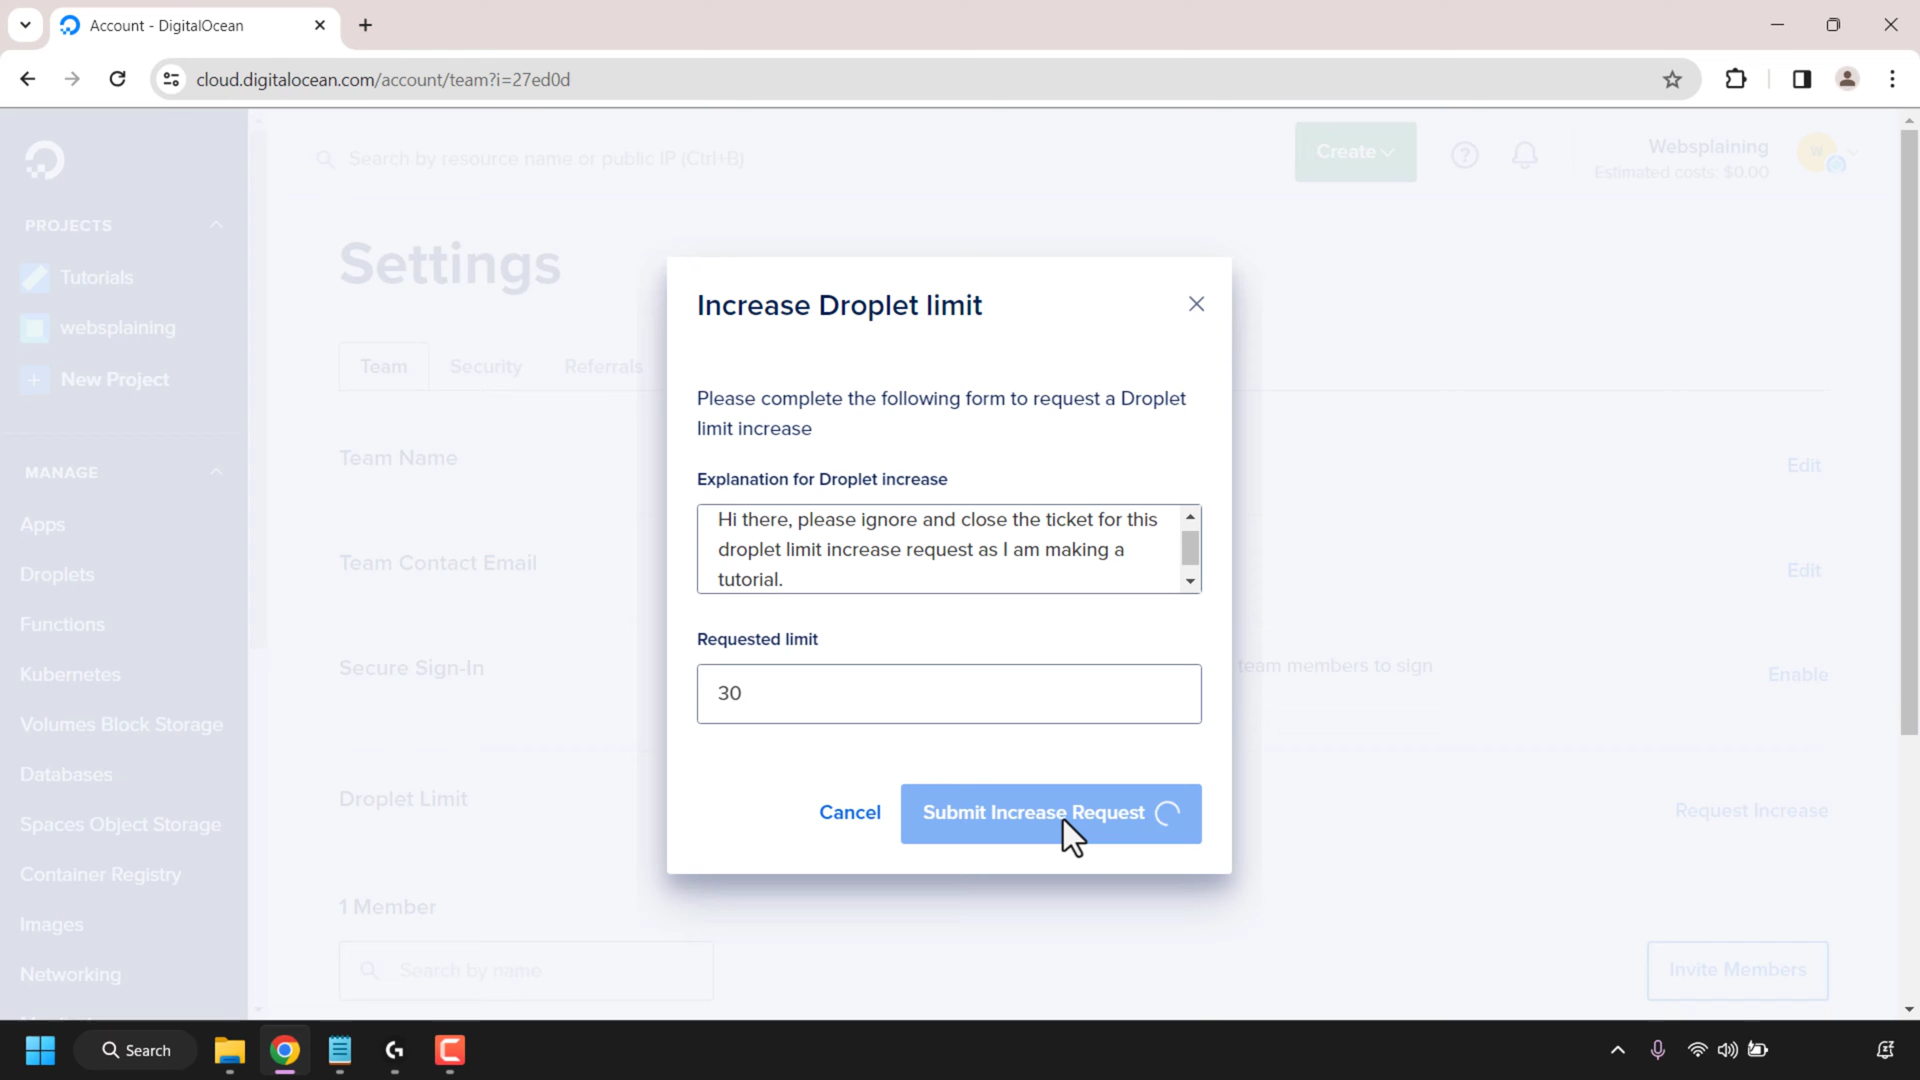 Account - DigitalOcean
cloud.digitalocean.com/account/team?i=27ed0d
Search by resource name or public IP (Ctrl+B)
Create
?
Websplaining
Estimated costs: $0.00
W
PROJECTS
Tutorials
websplaining
+ New Project
MANAGE
Apps
Droplets
Functions
Kubernetes
Volumes Block Storage
Databases
Spaces Object Storage
Container Registry
Images
Networking
Settings
Team
Security
Referrals
Team Name
Edit
Team Contact Email
Edit
Secure Sign-In
team members to sign
Enable
Droplet Limit
Request Increase
1 Member
Search by name
Invite Members
Increase Droplet limit
Please complete the following form to request a Droplet
limit increase
Explanation for Droplet increase
Hi there, please ignore and close the ticket for this
droplet limit increase request as I am making a
tutorial.
Requested limit
30
Cancel
Submit Increase Request
Search